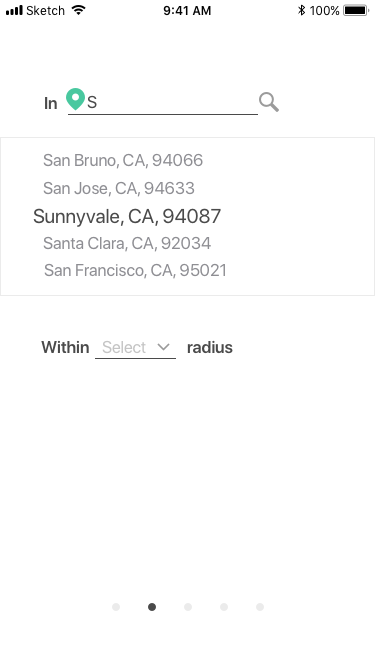 Sketch 9:41 AM 100%
In S
San Bruno, CA, 94066
San Jose, CA, 94633
Sunnyvale, CA, 94087
Santa Clara, CA, 92034
San Francisco, CA, 95021
Within Select radius